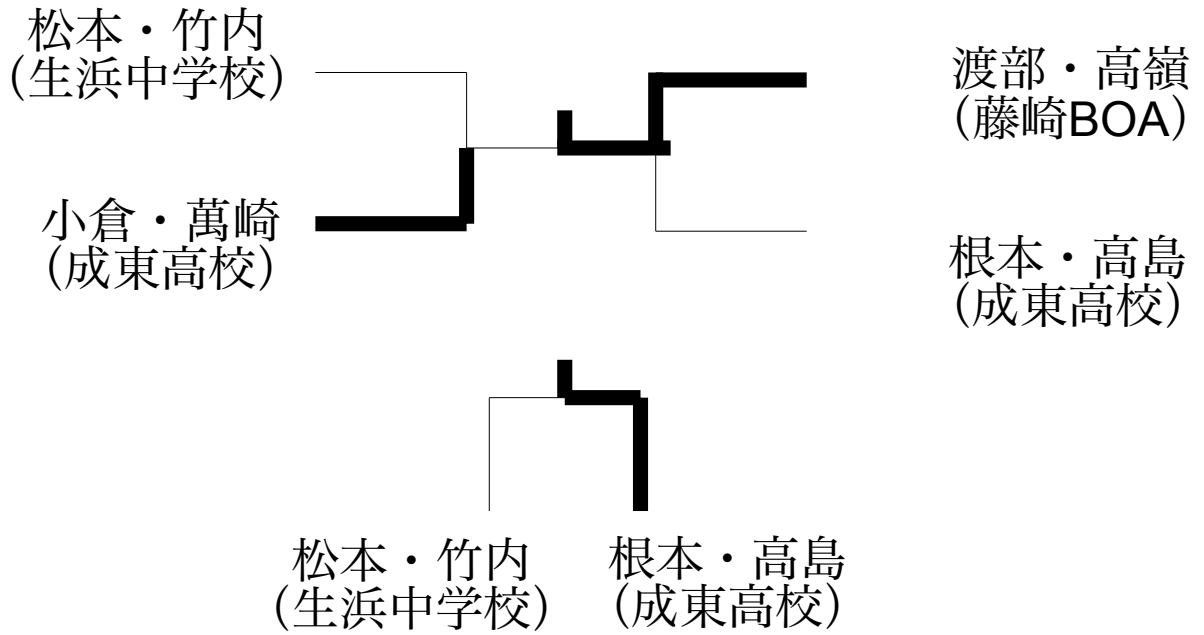 松本・竹内
(生浜中学校)
渡部・高嶺
(藤崎BOA)
小倉・萬崎
(成東高校)
根本・高島
(成東高校)
松本・竹内
(生浜中学校)
根本・高島
(成東高校)